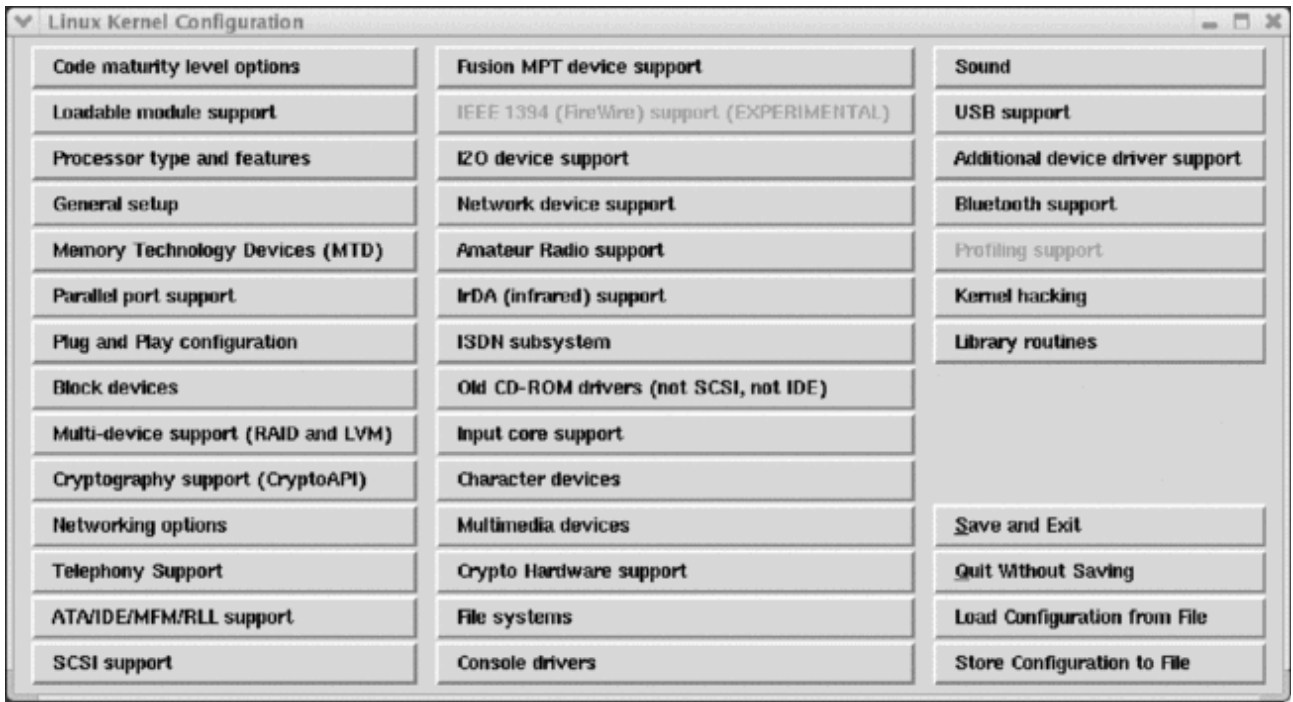 Linux Kernel Configuration
Code maturity level options
Loadable module support
Processor type and features
General setup
Memory Technology Devices (MTD)
Parallel port support
Plug and Play configuration
Block devices
Multi-device support (RAID and LVM)
Cryptography support (CryptoAPI)
Networking options
Telephony Support
ATA/IDE/MFM/RLL support
SCSI support
Fusion MPT device support
IEEE 1394 (FireWire) support (EXPERIMENTAL)
I2O device support
Network device support
Amateur Radio support
IrDA (infrared) support
ISDN subsystem
Old CD-ROM drivers (not SCSI, not IDE)
Input core support
Character devices
Multimedia devices
Crypto Hardware support
File systems
Console drivers
Sound
USB support
Additional device driver support
Bluetooth support
Profiling support
Kernel hacking
Library routines
Save and Exit
Quit Without Saving
Load Configuration from File
Store Configuration to File